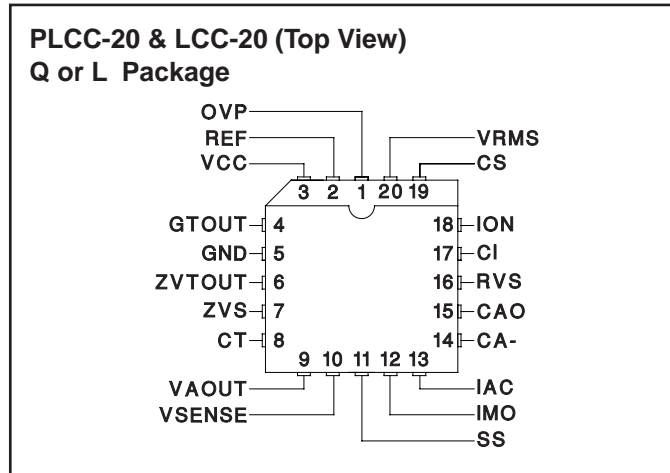 PLCC-20 & LCC-20 (Top View)
Q or L Package
OVP
REF
VRMS
VCC
CS
3 2 1 20 19
GTOUT 4
18 ION
GND 5
17 CI
ZVTOUT 6
16 RVS
ZVS 7
15 CAO
CT 8
14 CA-
9 10 11 12 13
VAOUT
IAC
VSENSE
IMO
SS